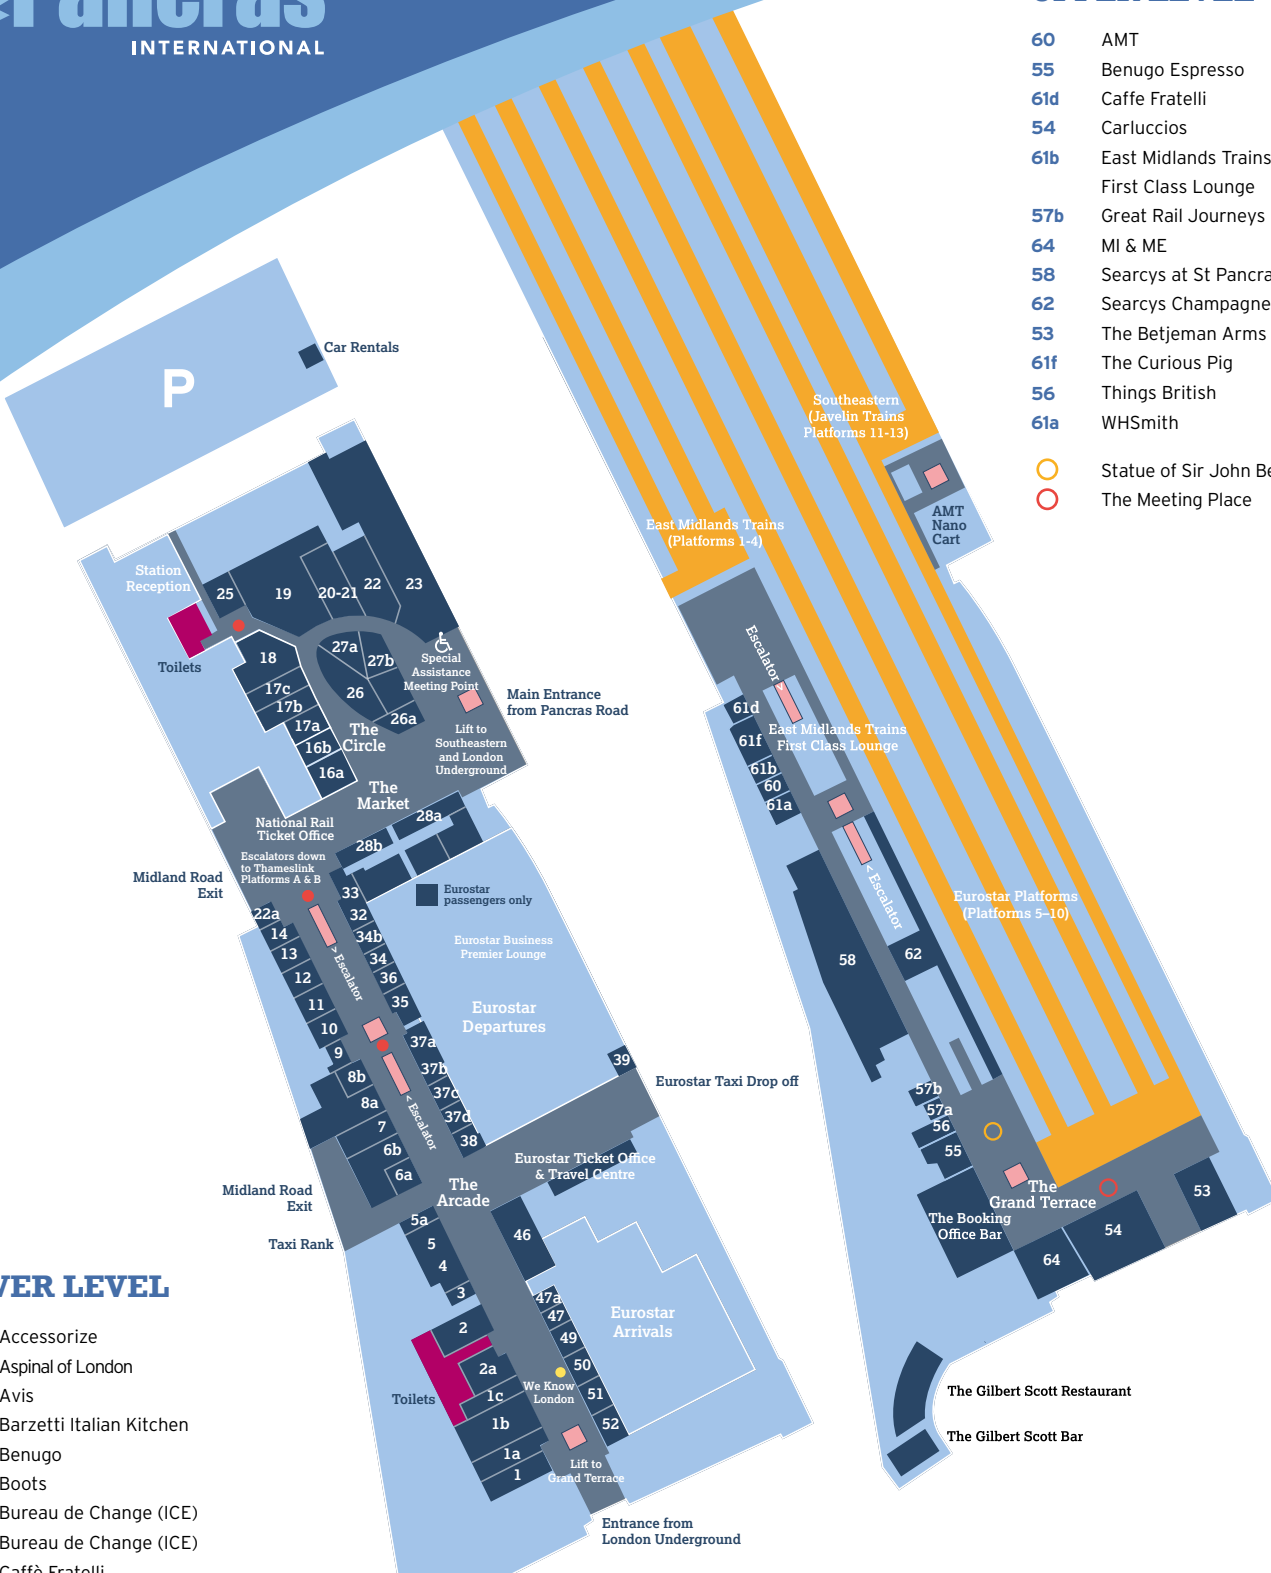 INTERNATIONAL
60 AMT
55 Benugo Espresso
61d Caffe Fratelli
54 Carluccios
61b East Midlands Trains
First Class Lounge
57b Great Rail Journeys
64 MI & ME
58 Searcys at St
62 Searcys Champagne
53 The Betjeman Arms
61f The Curious Pig
56 Things British
61a WHSmith
Statue of Sir John
The Meeting Place
P
Car Rentals
Southeastern
(Javelin Trains
Platforms 11-13)
East Midlands Trains
(Platforms 1-4)
AMT
Nano
Cart
Station
Reception
25
19
20-21
22
23
Toilets
18
17c
17b
17a
16b
16a
27a
27b
26
26a
The
Circle
Special
Assistance
Meeting Point
Main Entrance
from Pancras Road
Lift to
Southeastern
and London
Underground
The
Market
28a
28b
National Rail
Ticket Office
Escalators down
to Thameslink
Platforms A & B
Midland Road
Exit
Eurostar
passengers only
Eurostar Business
Premier Lounge
Eurostar
Departures
22a
14
13
12
11
10
9
8b
8a
7
6b
6a
33
32
34b
34
36
35
37a
37b
37c
37d
38
39
> Escalator
< Escalator
Eurostar Taxi Drop off
Eurostar Ticket Office
& Travel Centre
The
Arcade
Midland Road
Exit
Taxi Rank
5a
5
4
3
2
2a
1c
1b
1a
1
Toilets
46
47a
47
49
50
51
52
Eurostar
Arrivals
We Know
London
Lift to
Grand Terrace
Entrance from
London Underground
Escalator >
61d
61f
61b
60
61a
East Midlands Trains
First Class Lounge
< Escalator
Eurostar Platforms
(Platforms 5–10)
58
62
57b
57a
56
55
The
Grand Terrace
The Booking
Office Bar
64
54
53
The Gilbert Scott Restaurant
The Gilbert Scott Bar
LEVEL
Accessorize
Aspinal of London
Avis
Barzetti Italian Kitchen
Benugo
Boots
Bureau de Change (ICE)
Bureau de Change (ICE)
Caffè Fratelli